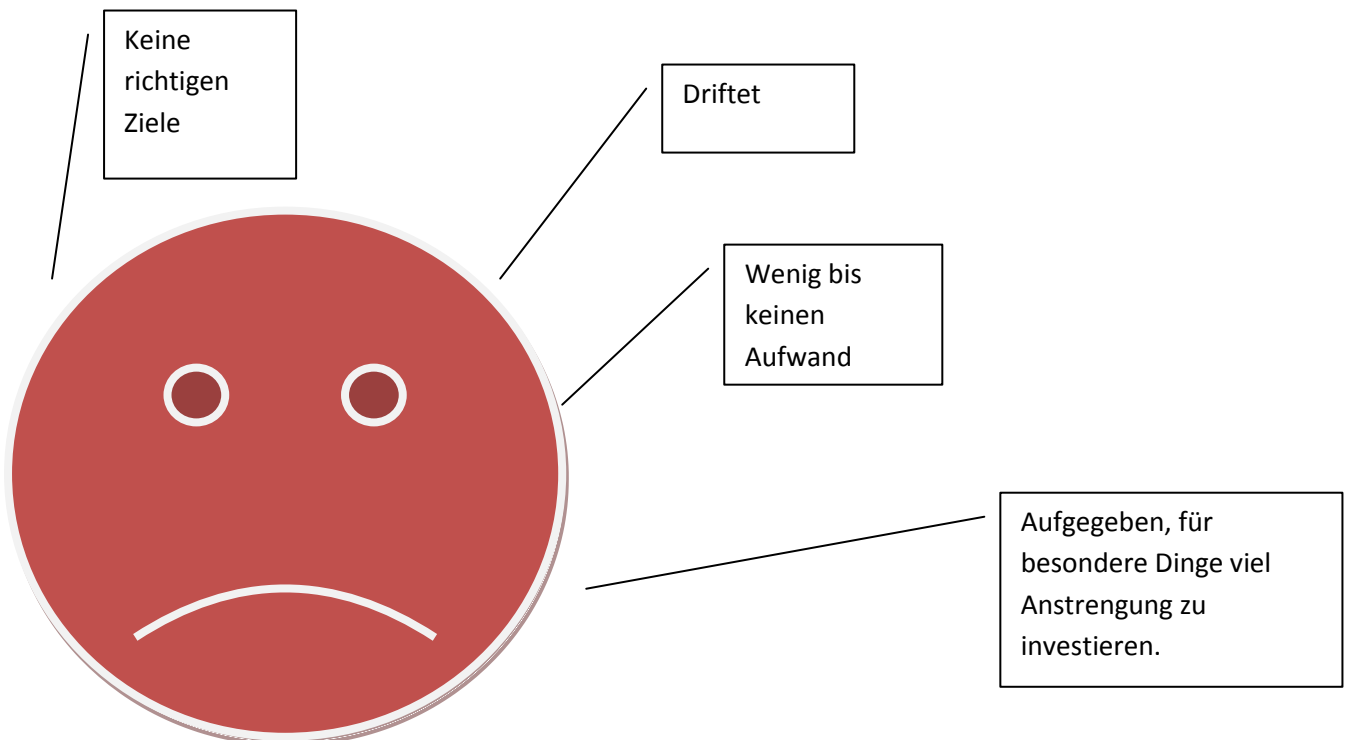 Keine
richtigen
Ziele
Driftet
Wenig bis
keinen
Aufwand
Aufgegeben, für
besondere Dinge viel
Anstrengung zu
investieren.